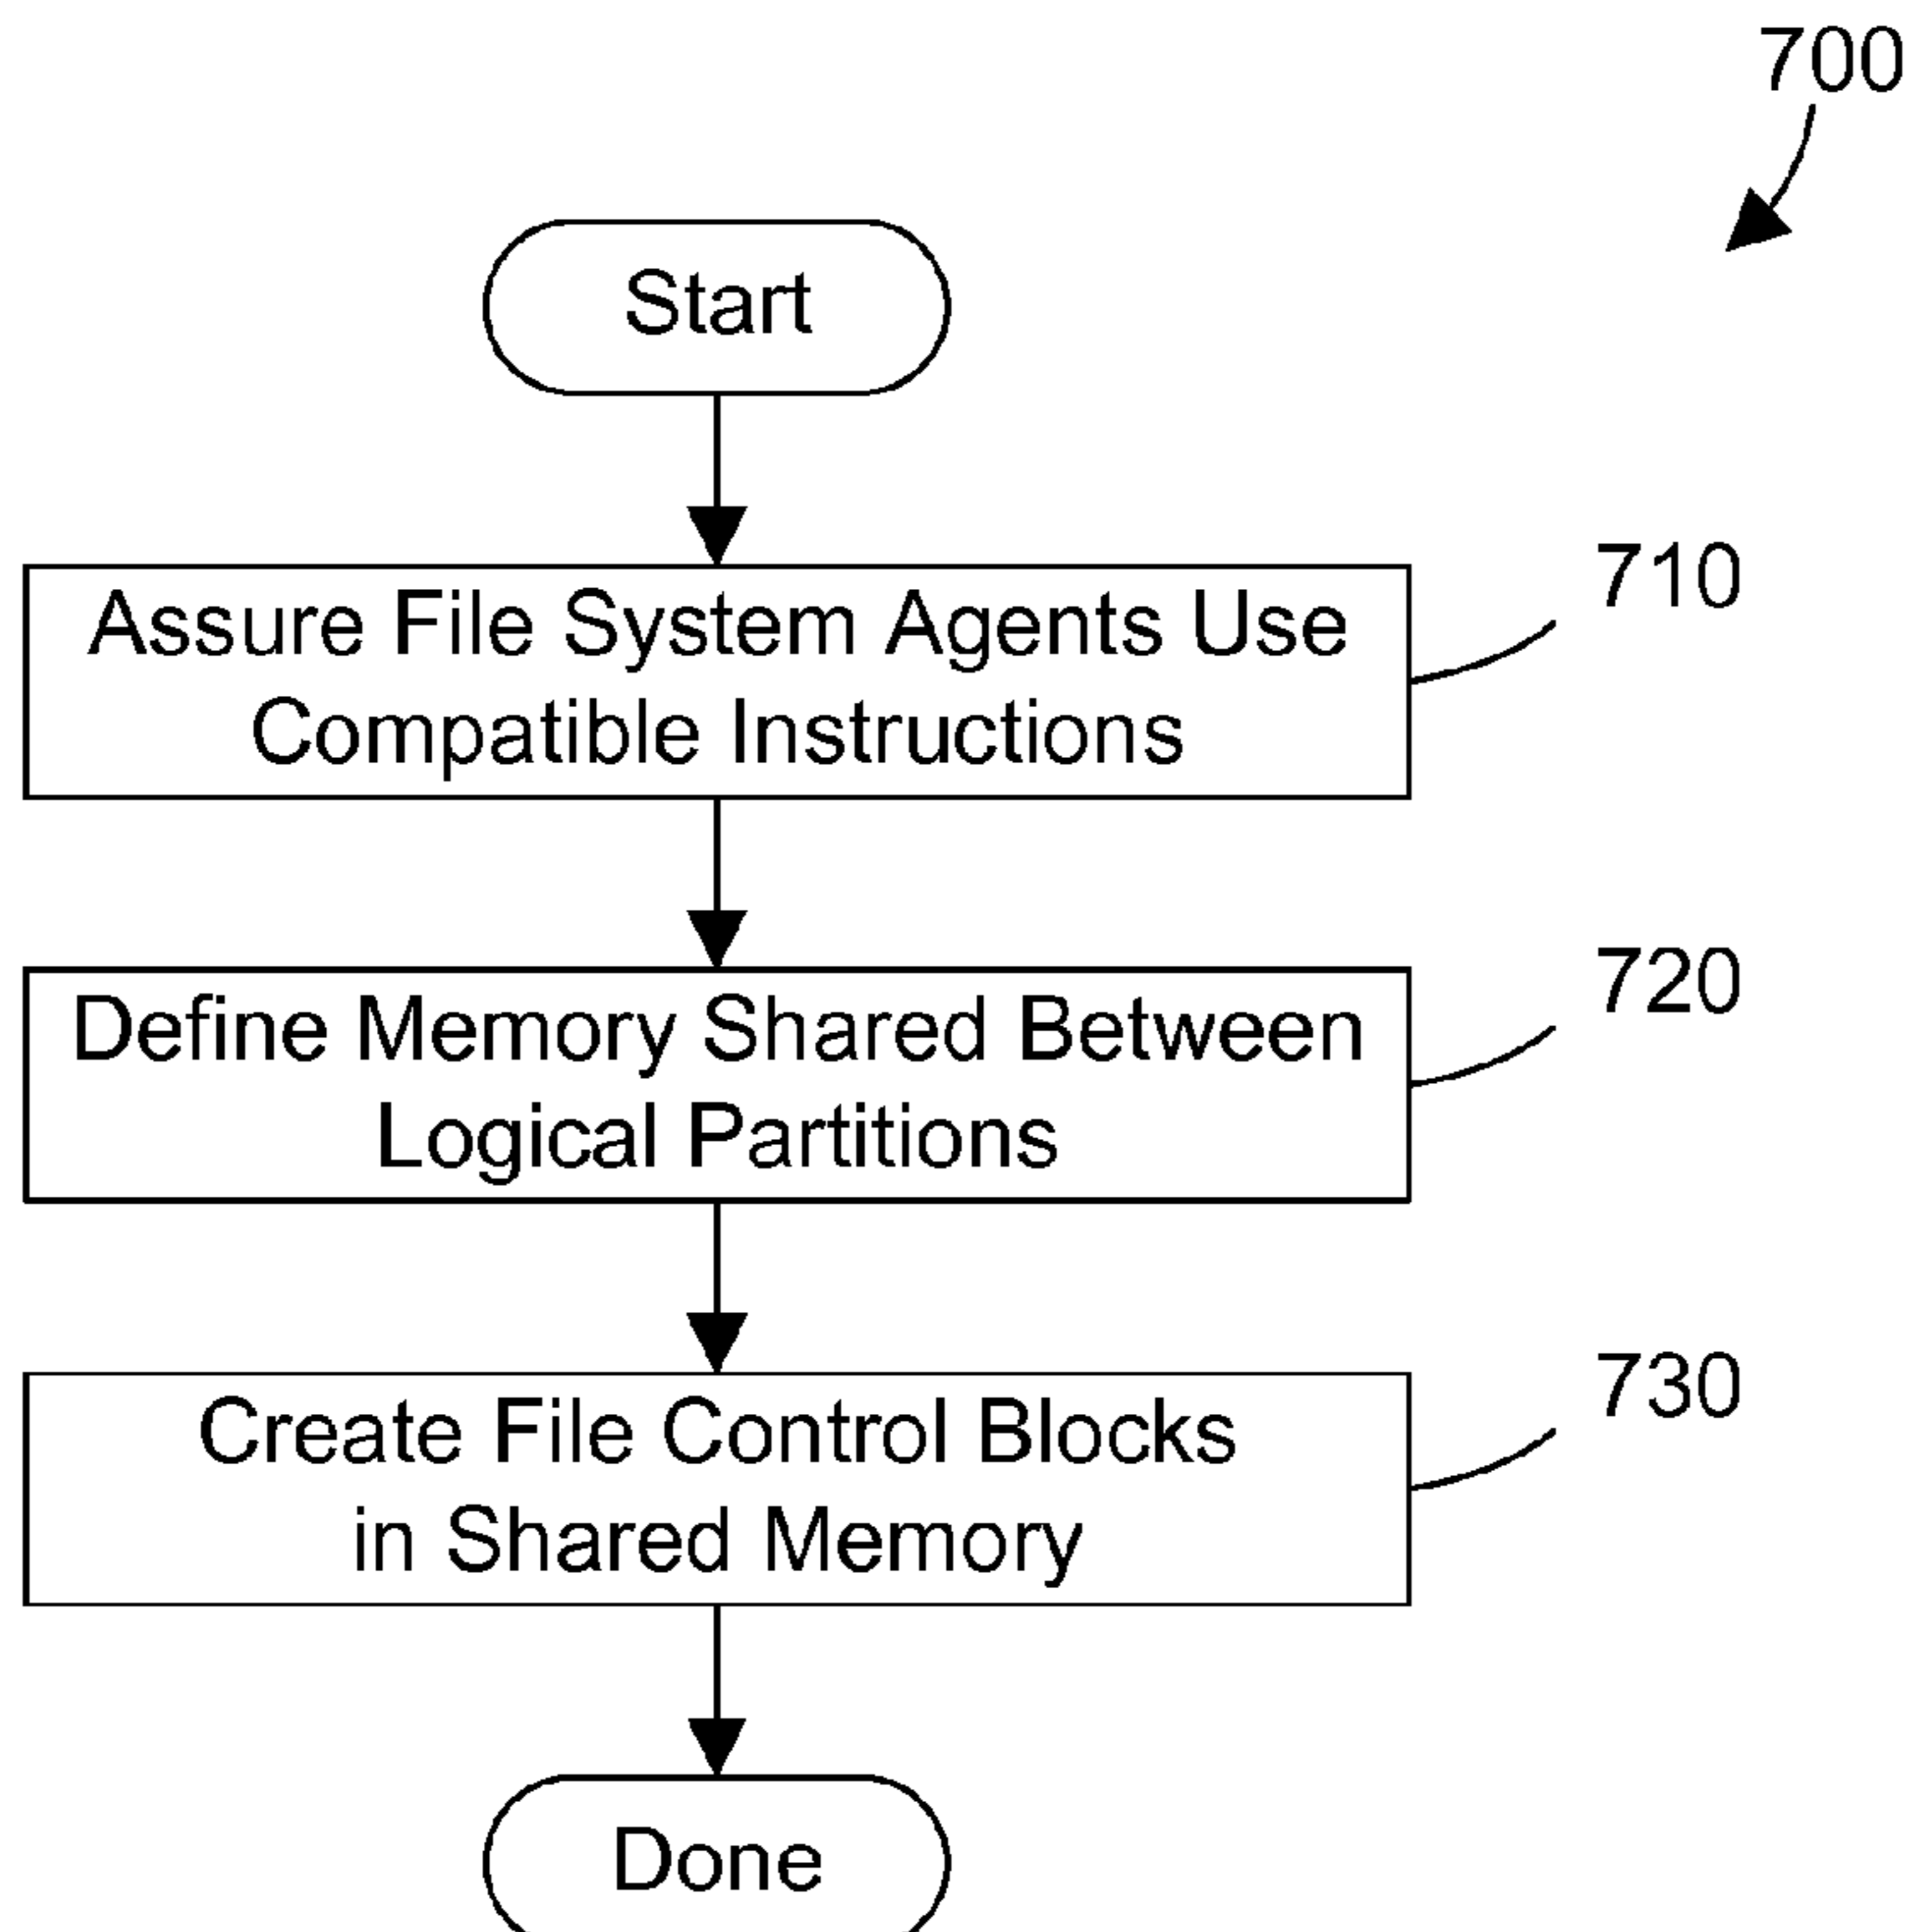 700
Start
Assure File System Agents Use
Compatible Instructions
710
Define Memory Shared Between
Logical Partitions
720
Create File Control Blocks
in Shared Memory
730
Done